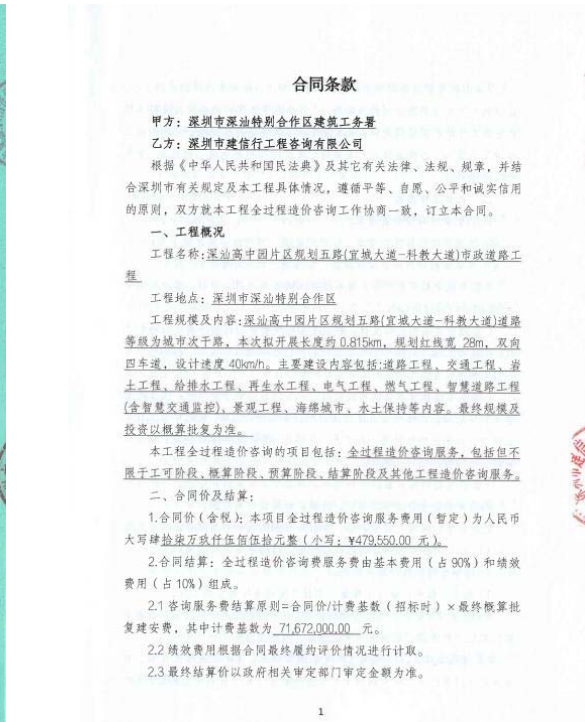 合同条款
甲方：深圳市深汕特别合作区建筑工务署
乙方：深圳市建信行工程咨询有限公司
根据《中华人民共和国民法典》及其它有关法律、法规、规章，并结
合深圳市有关规定及本工程具体情况，遵循平等、自愿、公平和诚实信用
的原则，双方就本工程全过程造价咨询工作协商一致，订立本合同。
一、工程概况
工程名称:深汕高中园片区规划五路(宜城大道-科教大道)市政道路工
程
工程地点：深圳市深汕特别合作区
工程规模及内容:深汕高中园片区规划五路(宜城大道-科教大道)道路
等级为城市次干路，本次拟开展长度约 0.815km，规划红线宽 28m，双向
四车道，设计速度 40km/h。主要建设内容包括:道路工程、交通工程、岩
土工程、给排水工程、再生水工程、电气工程、燃气工程、智慧道路工程
(含智慧交通监控)、景观工程、海绵城市、水土保持等内容。最终规模及
投资以概算批复为准。
本工程全过程造价咨询的项目包括：全过程造价咨询服务，包括但不
限于工可阶段、概算阶段、预算阶段、结算阶段及其他工程造价咨询服务。
二、合同价及结算：
1.合同价（含税）：本项目全过程造价咨询服务费用（暂定）为人民币
大写肆拾柒万玖仟伍佰伍拾元整（小写：¥479,550.00 元）。
2.合同结算：全过程造价咨询费服务费由基本费用（占 90%）和绩效
费用（占 10%）组成。
2.1 咨询服务费结算原则=合同价/计费基数（招标时）×最终概算批
复建安费，其中计费基数为 71,672,000.00 元。
2.2 绩效费用根据合同最终履约评价情况进行计取。
2.3 最终结算价以政府相关审定部门审定金额为准。
1